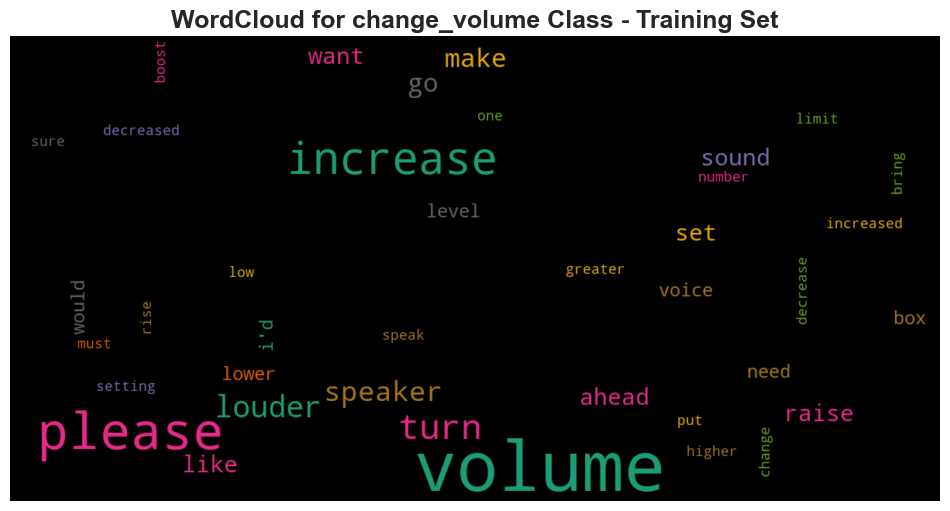 WordCloud for change_volume Class - Training Set
boost
want
make
go
one
limit
decreased
sure
increase
sound
number
bring
level
set
increased
low
greater
voice
decrease
would
rise
i'd
speak
box
must
setting
lower
speaker
need
louder
ahead
please
turn
put
raise
like
volume
higher
change